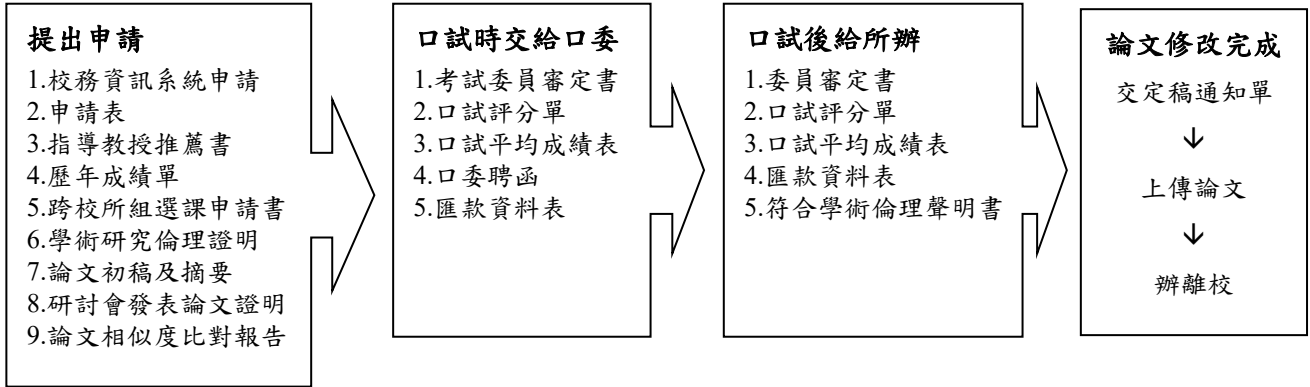 提出申請
1.校務資訊系統申請
2.申請表
3.指導教授推薦書
4.歷年成績單
5.跨校所組選課申請書
6.學術研究倫理證明
7.論文初稿及摘要
8.研討會發表論文證明
9.論文相似度比對報告
口試時交給口委
1.考試委員審定書
2.口試評分單
3.口試平均成績表
4.口委聘函
5.匯款資料表
口試後給所辦
1.委員審定書
2.口試評分單
3.口試平均成績表
4.匯款資料表
5.符合學術倫理聲明書
論文修改完成
交定稿通知單
↓
上傳論文
↓
辦離校